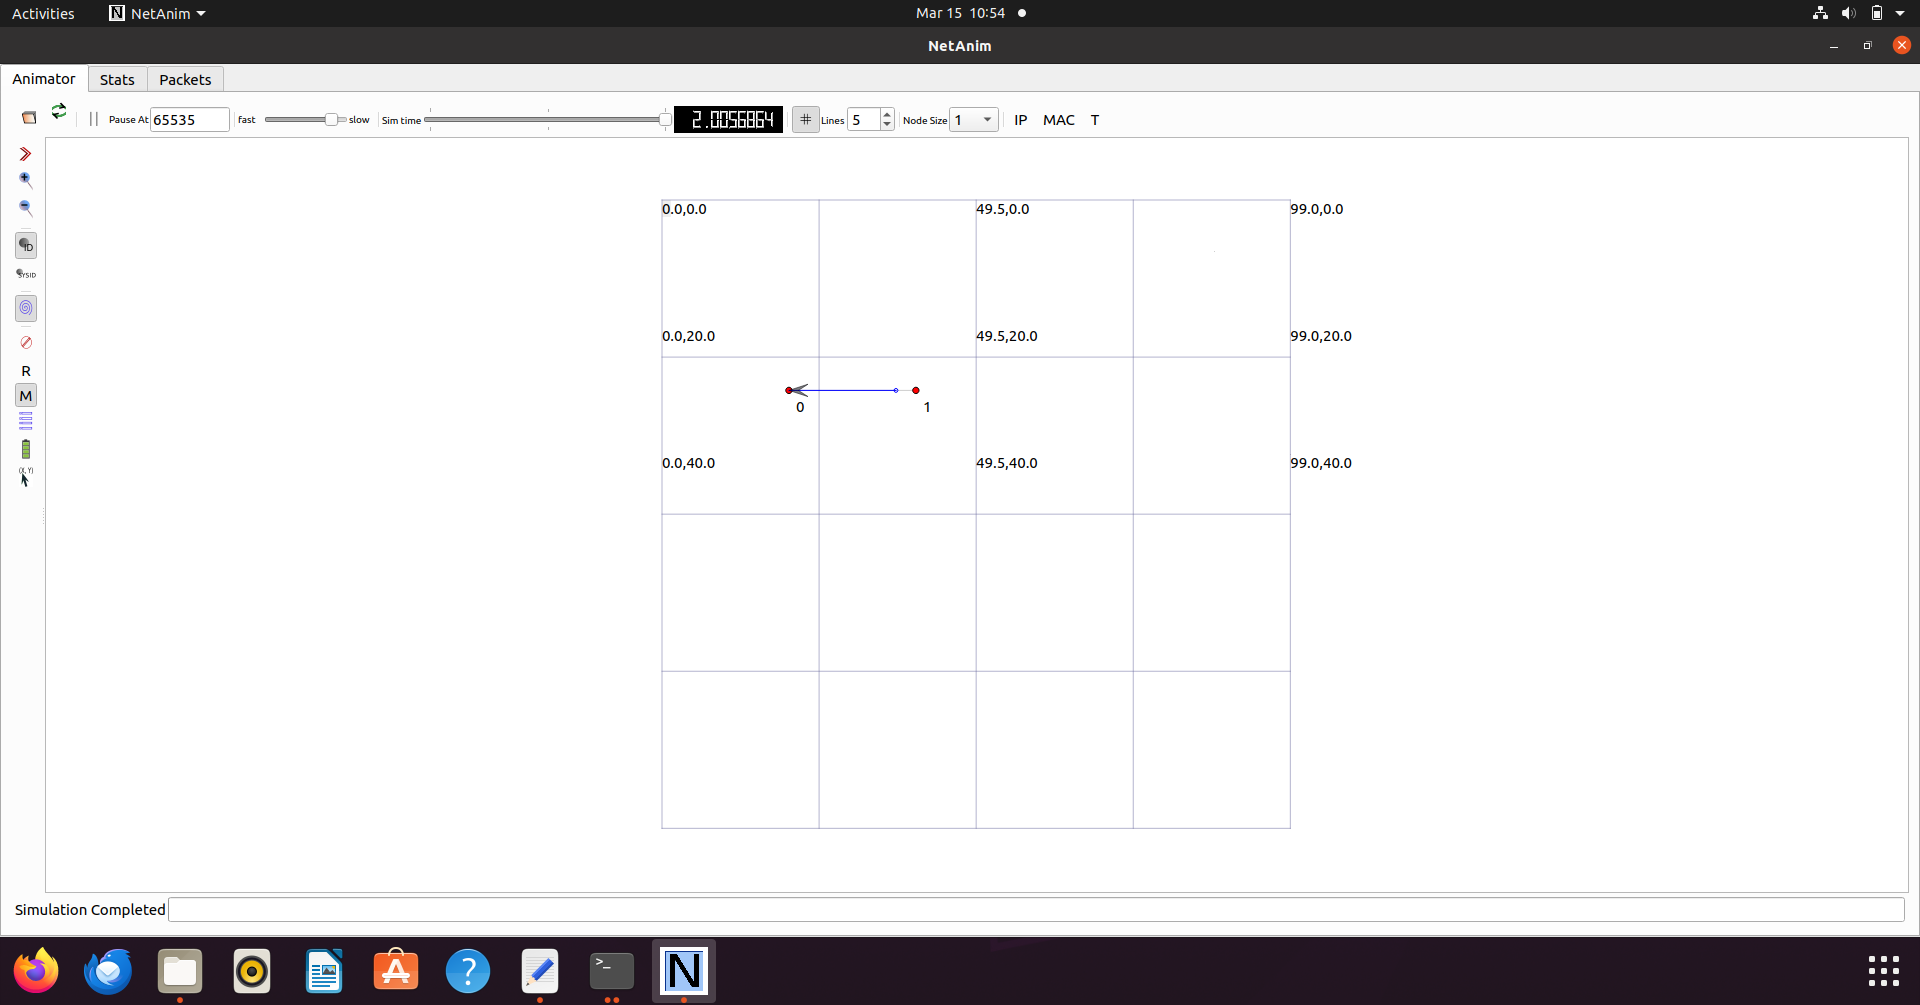 Activities NetAnim Mar 15 10:54
NetAnim
Animator Stats Packets
Pause At 65535 fast slow Sim time 2.0056864 # Lines 5 Node Size 1 IP MAC T
ID
SYSID
R
M
(X, Y)
0.0,0.0 49.5,0.0 99.0,0.0
0.0,20.0 49.5,20.0 99.0,20.0
0 1
0.0,40.0 49.5,40.0 99.0,40.0
Simulation Completed
A ? >_ N